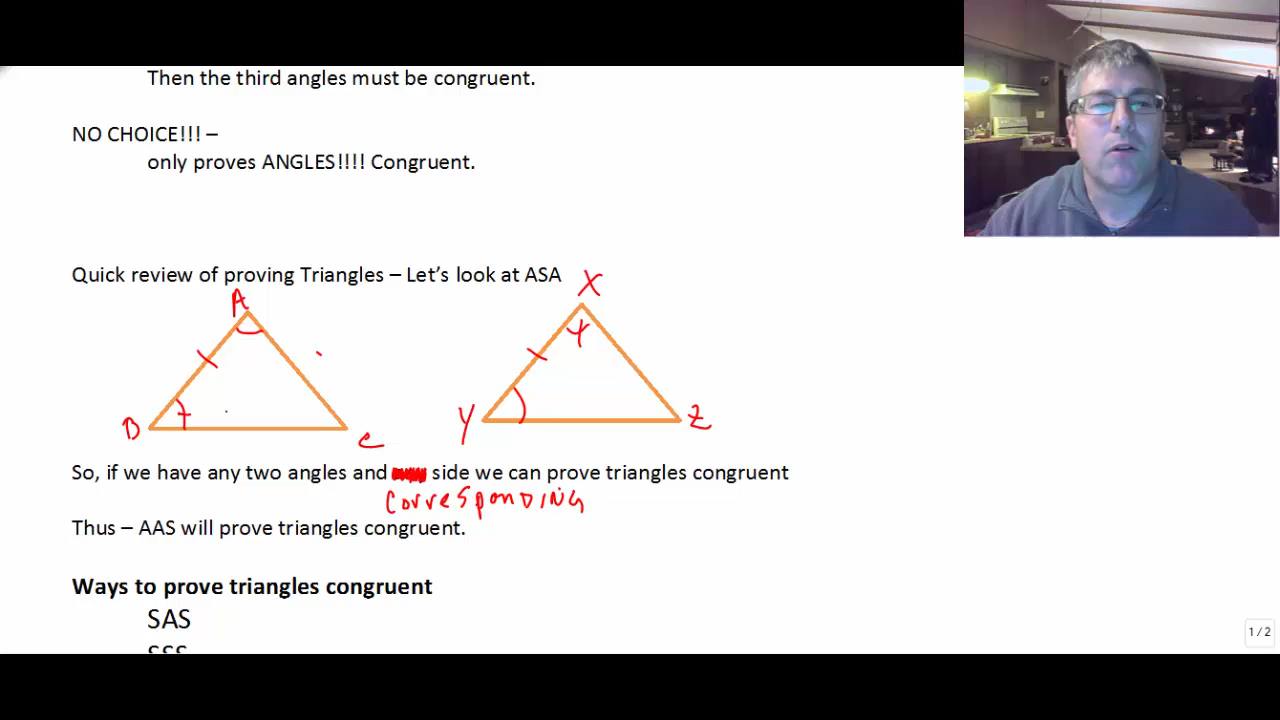 Then the third angles must be congruent.
NO CHOICE!!! –
only proves ANGLES!!!! Congruent.
Quick review of proving Triangles – Let's look at ASA
A
X
B
C
Y
Z
So, if we have any two angles and side we can prove triangles congruent
CorrespondING
Thus – AAS will prove triangles congruent.
Ways to prove triangles congruent
SAS
SSS
1 / 2